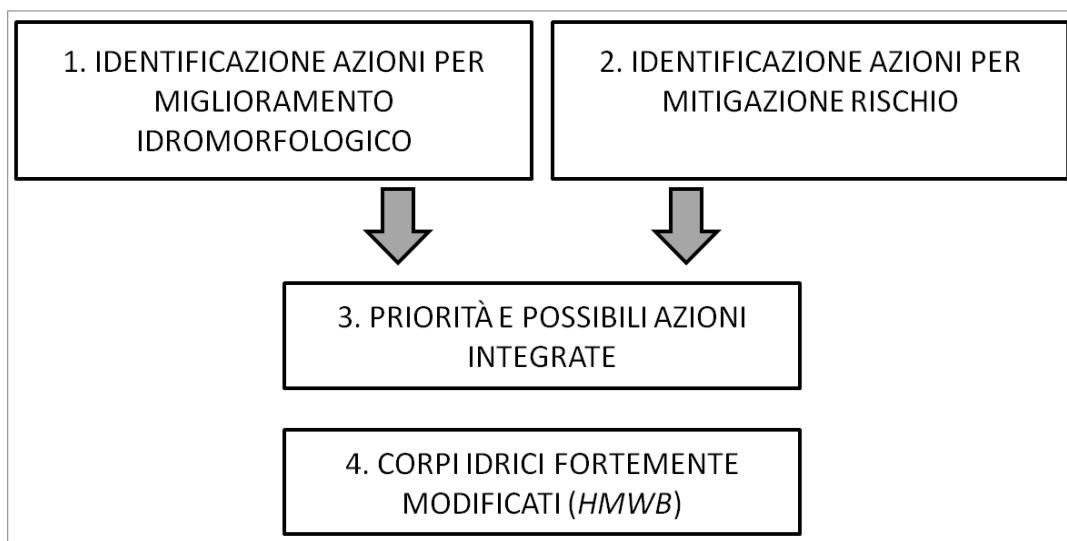 1. IDENTIFICAZIONE AZIONI PER
MIGLIORAMENTO
IDROMORFOLOGICO
2. IDENTIFICAZIONE AZIONI PER
MITIGAZIONE RISCHIO
3. PRIORITÀ E POSSIBILI AZIONI
INTEGRATE
4. CORPI IDRICI FORTEMENTE
MODIFICATI (HMWB)